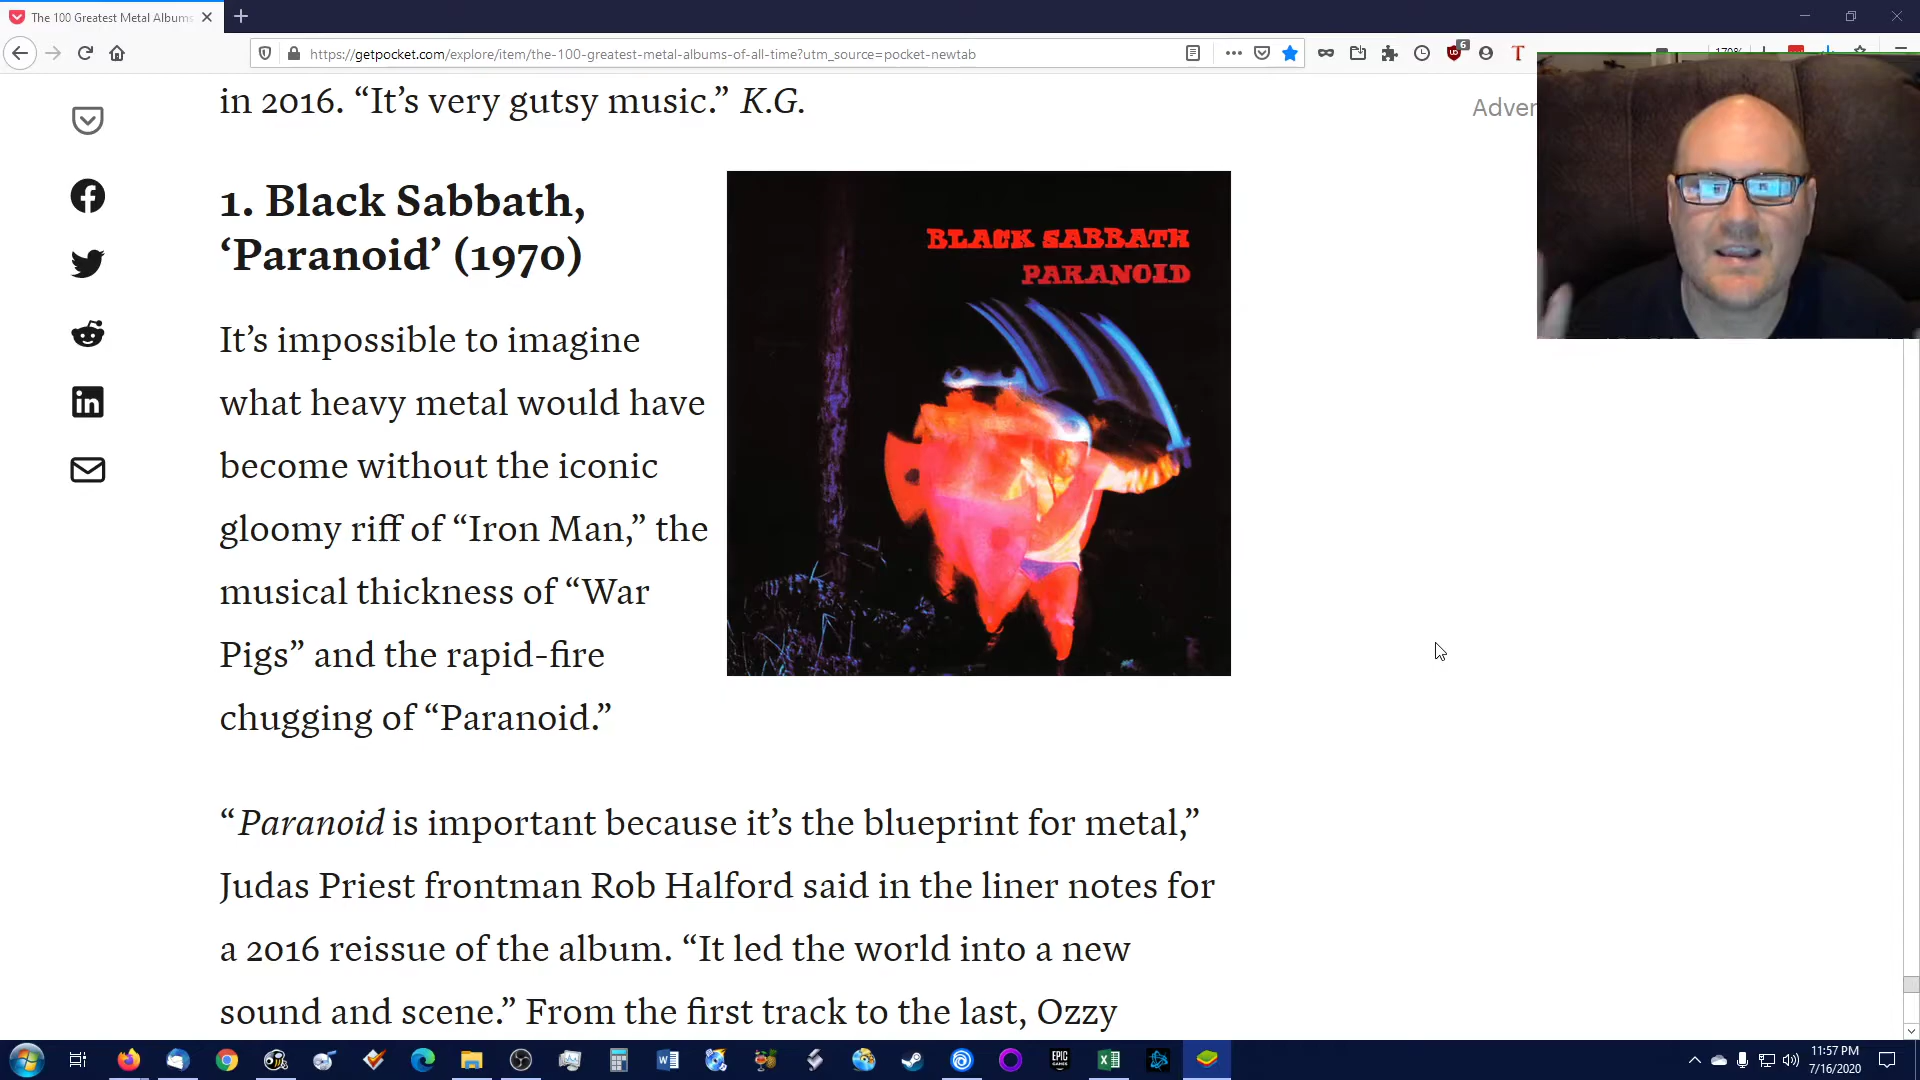 The 100 Greatest Metal Albums
https://getpocket.com/explore/item/the-100-greatest-metal-albums-of-all-time?utm_source=pocket-newtab
6
170%
T
in 2016. “It’s very gutsy music.” K.G.
Adver
1. Black Sabbath,
‘Paranoid’ (1970)
BLACK SABBATH
PARANOID
It’s impossible to imagine
what heavy metal would have
become without the iconic
gloomy riff of “Iron Man,” the
musical thickness of “War
Pigs” and the rapid-fire
chugging of “Paranoid.”
“Paranoid is important because it’s the blueprint for metal,”
Judas Priest frontman Rob Halford said in the liner notes for
a 2016 reissue of the album. “It led the world into a new
sound and scene.” From the first track to the last, Ozzy
EPIC
GAMES
11:57 PM
7/16/2020